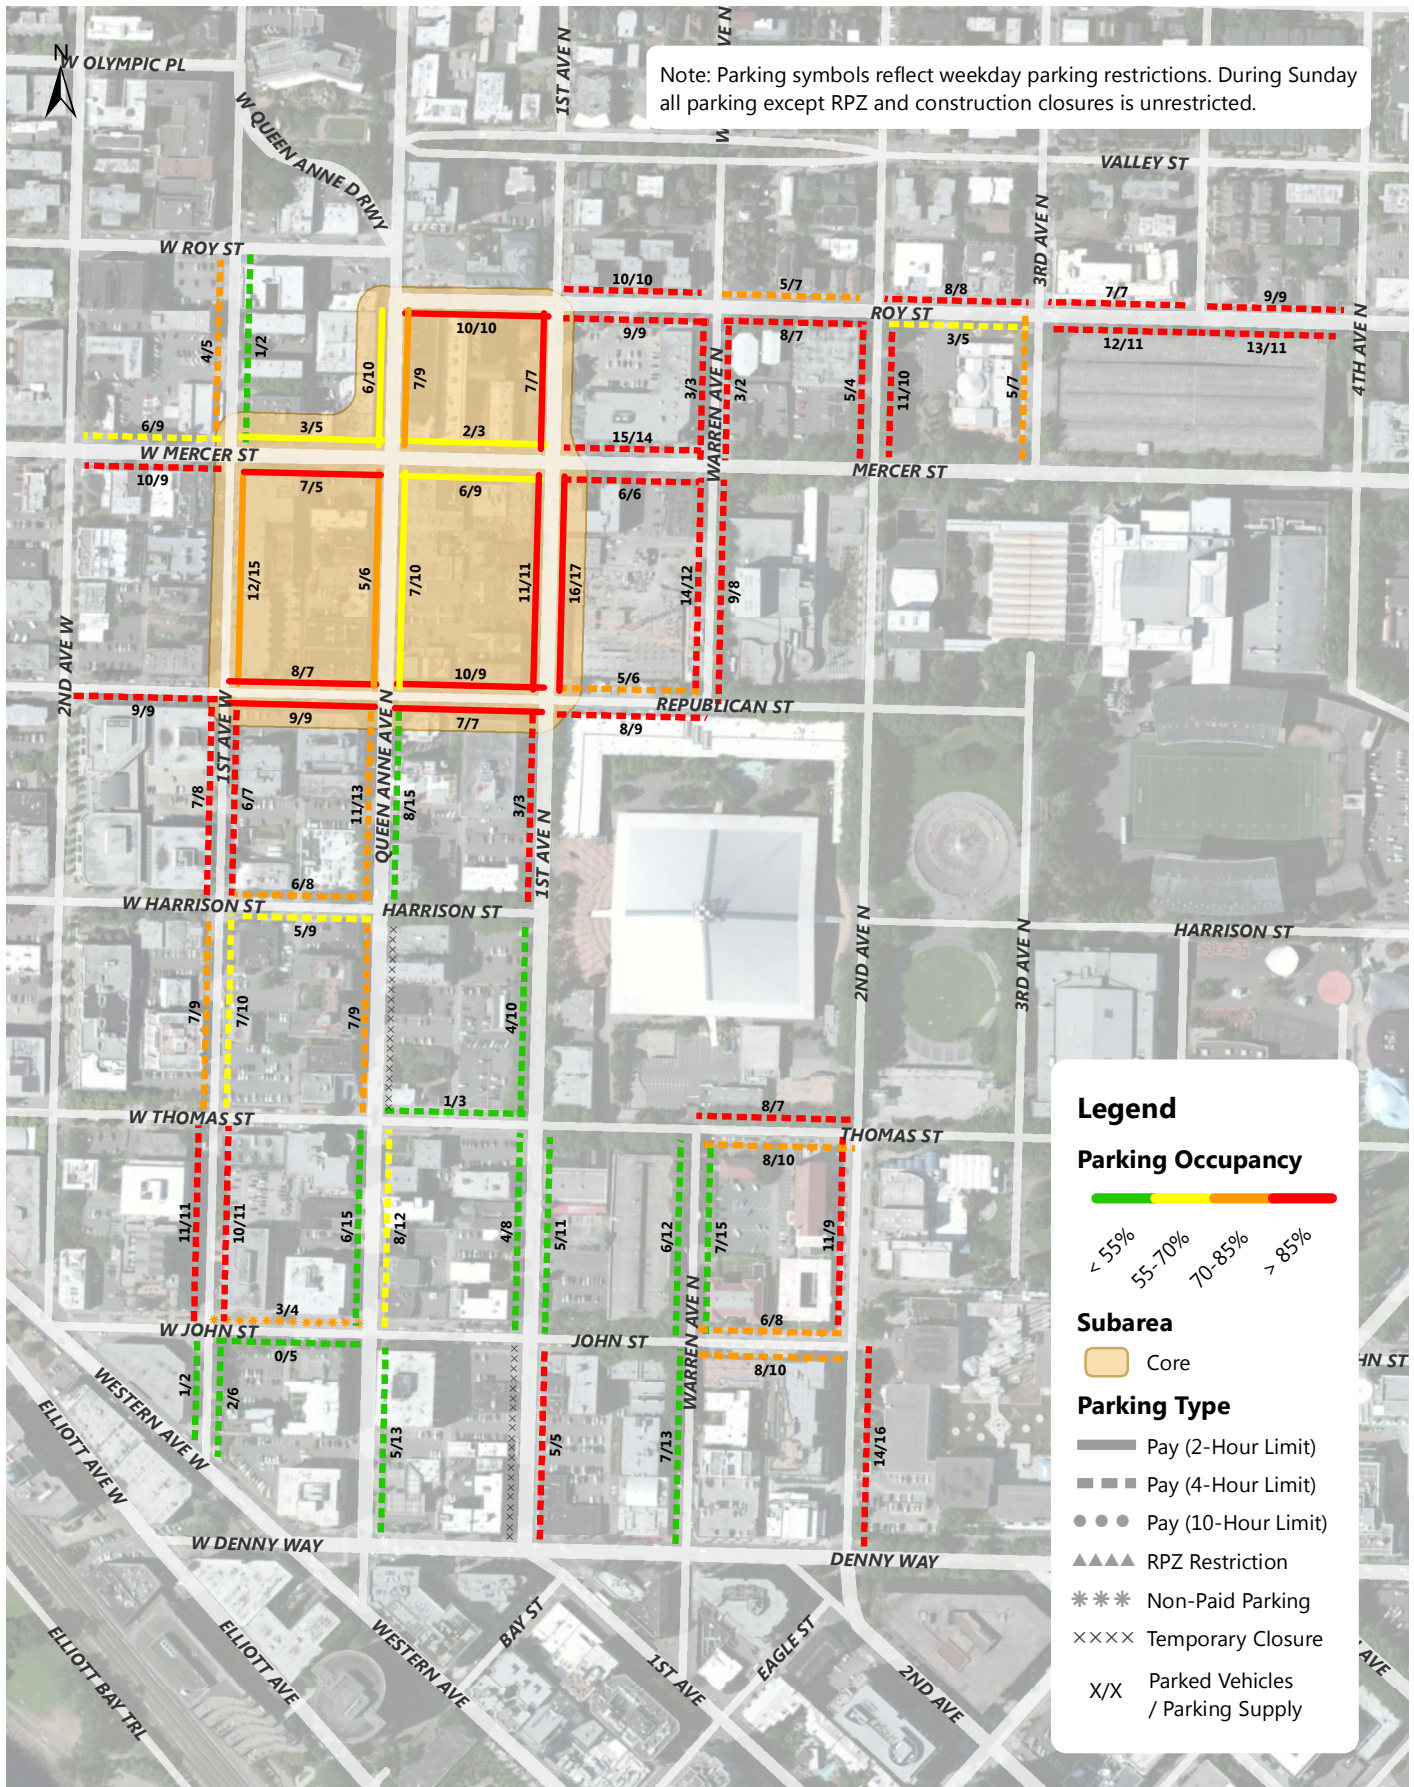 N
W OLYMPIC PL
W QUEEN ANNE DRWY
1ST AVE N
AVE N
W
Note: Parking symbols reflect weekday parking restrictions. During Sunday
all parking except RPZ and construction closures is unrestricted.
VALLEY ST
W ROY ST
3RD AVE N
10/10
5/7
8/8
7/7
9/9
ROY ST
4TH AVE N
4/5
1/2
6/10
10/10
7/9
7/7
9/9
3/3
WARREN AVE N
3/2
8/7
5/4
11/10
3/5
5/7
12/11
13/11
6/9
3/5
2/3
15/14
W MERCER ST
MERCER ST
10/9
7/5
6/9
6/6
12/15
5/6
7/10
11/11
16/17
14/12
9/8
2ND AVE W
8/7
10/9
5/6
9/9
1ST AVE W
9/9
QUEEN ANNE AVE N
7/7
8/9
REPUBLICAN ST
7/8
6/7
11/13
8/15
3/3
1ST AVE N
6/8
W HARRISON ST
HARRISON ST
5/9
2ND AVE N
3RD AVE N
HARRISON ST
7/9
7/10
7/9
4/10
1/3
8/7
W THOMAS ST
THOMAS ST
8/10
11/11
10/11
6/15
8/12
4/8
5/11
6/12
7/15
11/9
3/4
6/8
W JOHN ST
JOHN ST
WARREN AVE N
0/5
8/10
HN ST
1/2
2/6
5/13
5/5
7/13
14/16
WESTERN AVE W
ELLIOTT AVE W
W DENNY WAY
DENNY WAY
ELLIOTT BAY TRL
ELLIOTT AVE
WESTERN AVE
BAY ST
1ST AVE
EAGLE ST
2ND AVE
AVE
Legend
Parking Occupancy
< 55%
55-70%
70-85%
> 85%
Subarea
Core
Parking Type
Pay (2-Hour Limit)
Pay (4-Hour Limit)
Pay (10-Hour Limit)
RPZ Restriction
Non-Paid Parking
Temporary Closure
X/X
Parked Vehicles
/ Parking Supply